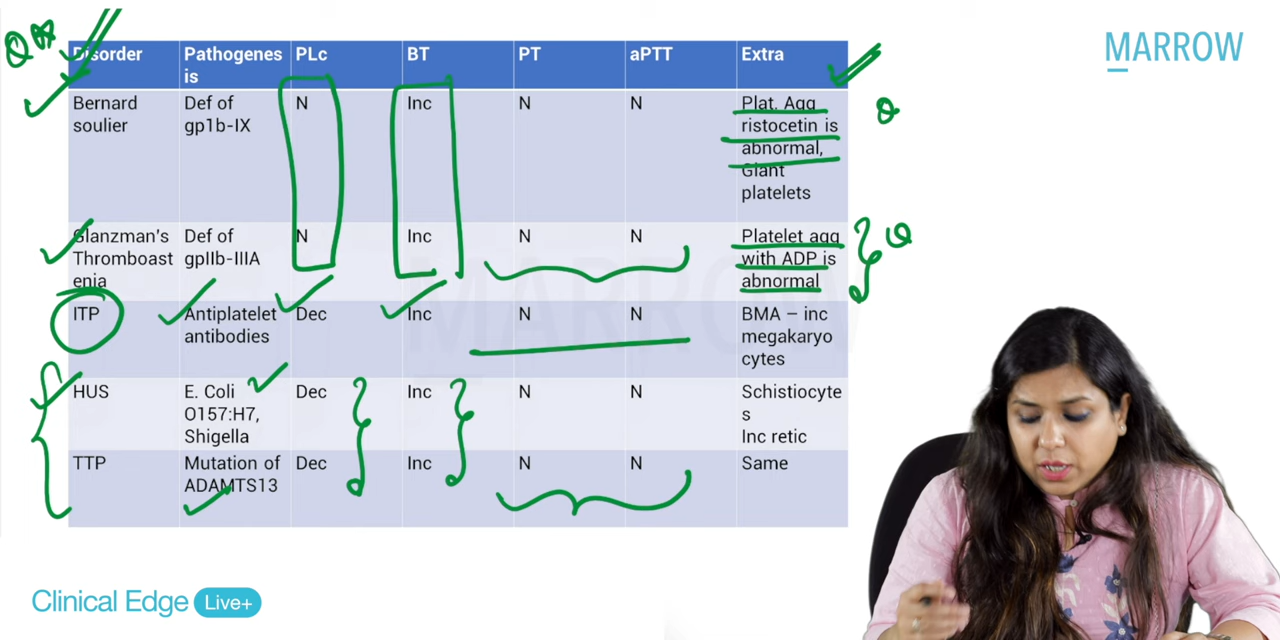 MARROW
Q
Disorder
Pathogenes
is
PLc
BT
PT
aPTT
Extra
Bernard
soulier
Def of
gp1b-IX
N
Inc
N
N
Plat. Agg
ristocetin is
abnormal,
Giant
platelets
Q
Glanzman's
Thromboast
enia
Def of
gpIIb-IIIA
N
Inc
N
N
Platelet agg
with ADP is
abnormal
Q
ITP
Antiplatelet
antibodies
Dec
Inc
N
N
BMA – inc
megakaryo
cytes
HUS
E. Coli
O157:H7,
Shigella
Dec
Inc
N
N
Schistiocyte
s
Inc retic
TTP
Mutation of
ADAMTS13
Dec
Inc
N
N
Same
MARROW
Clinical Edge Live+